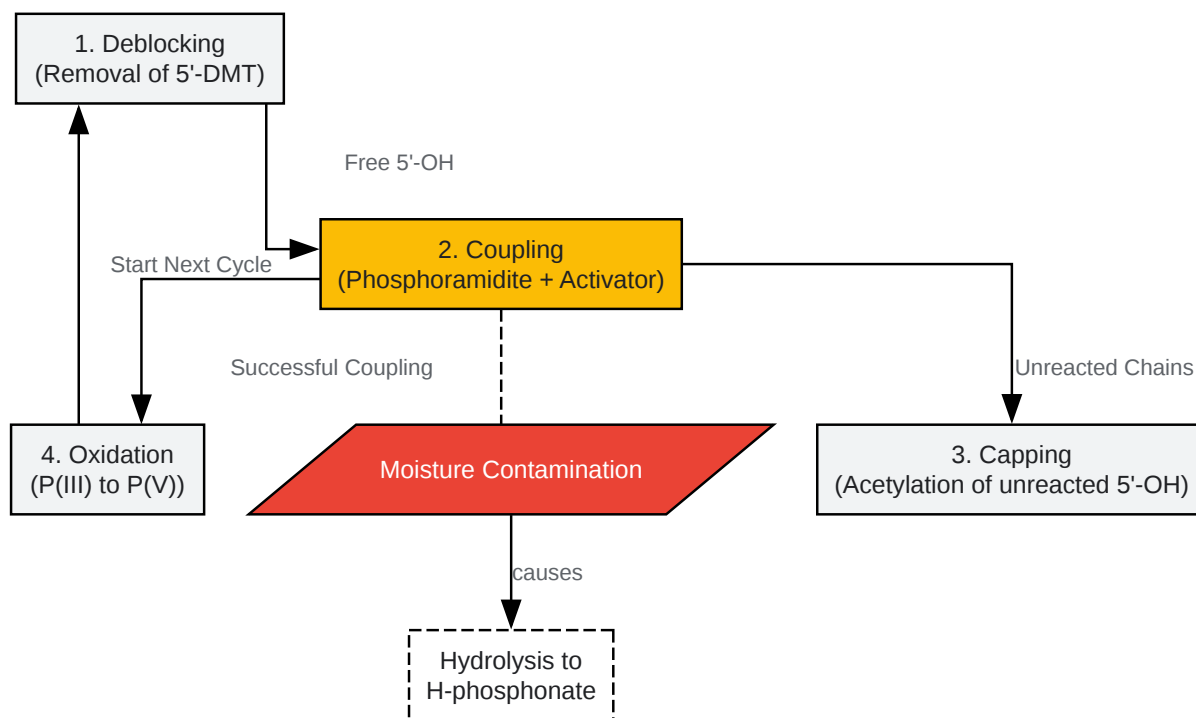 1. Deblocking
(Removal of 5'-DMT)
Free 5'-OH
2. Coupling
(Phosphoramidite + Activator)
Start Next Cycle
Successful Coupling
Unreacted Chains
4. Oxidation
(P(III) to P(V))
Moisture Contamination
3. Capping
(Acetylation of unreacted 5'-OH)
causes
Hydrolysis to
H-phosphonate